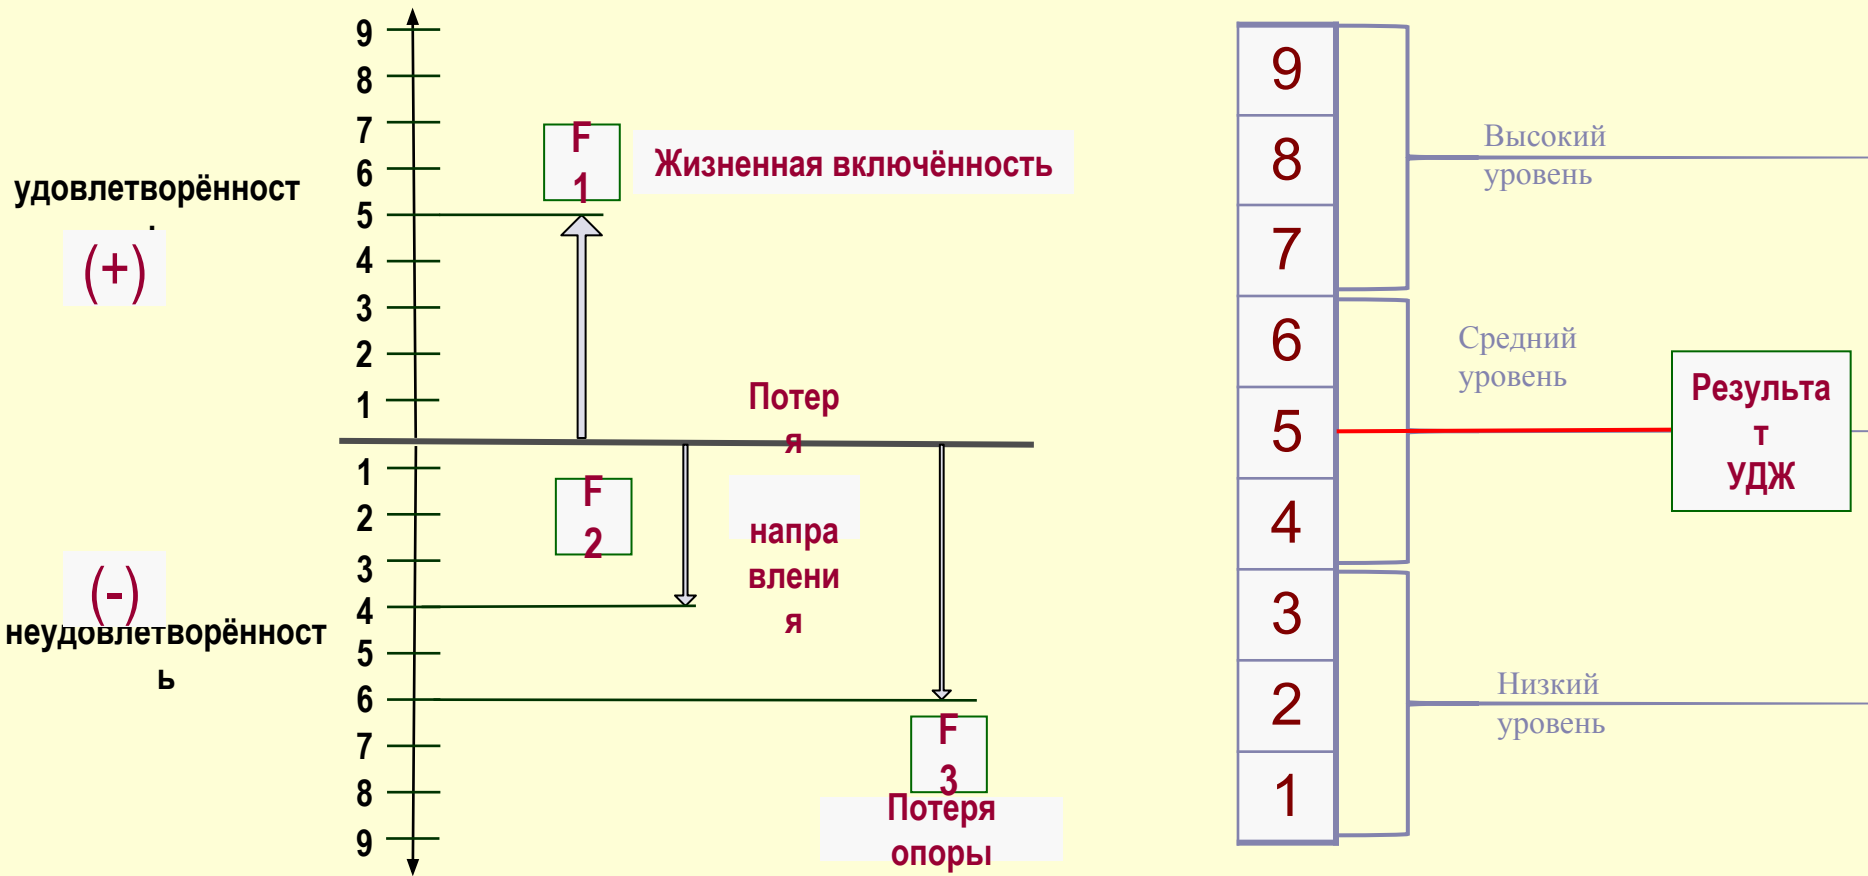 9
8
7
6
5
4
3
2
1
1
2
3
4
5
6
7
8
9
удовлетворённост
(+)
(-)
неудовлетворённост
ь
F
1
Жизненная включённость
F
2
Потер
я
напра
влени
я
F
3
Потеря
опоры
9
8
7
6
5
4
3
2
1
Высокий
уровень
Средний
уровень
Низкий
уровень
Результа
т
УДЖ